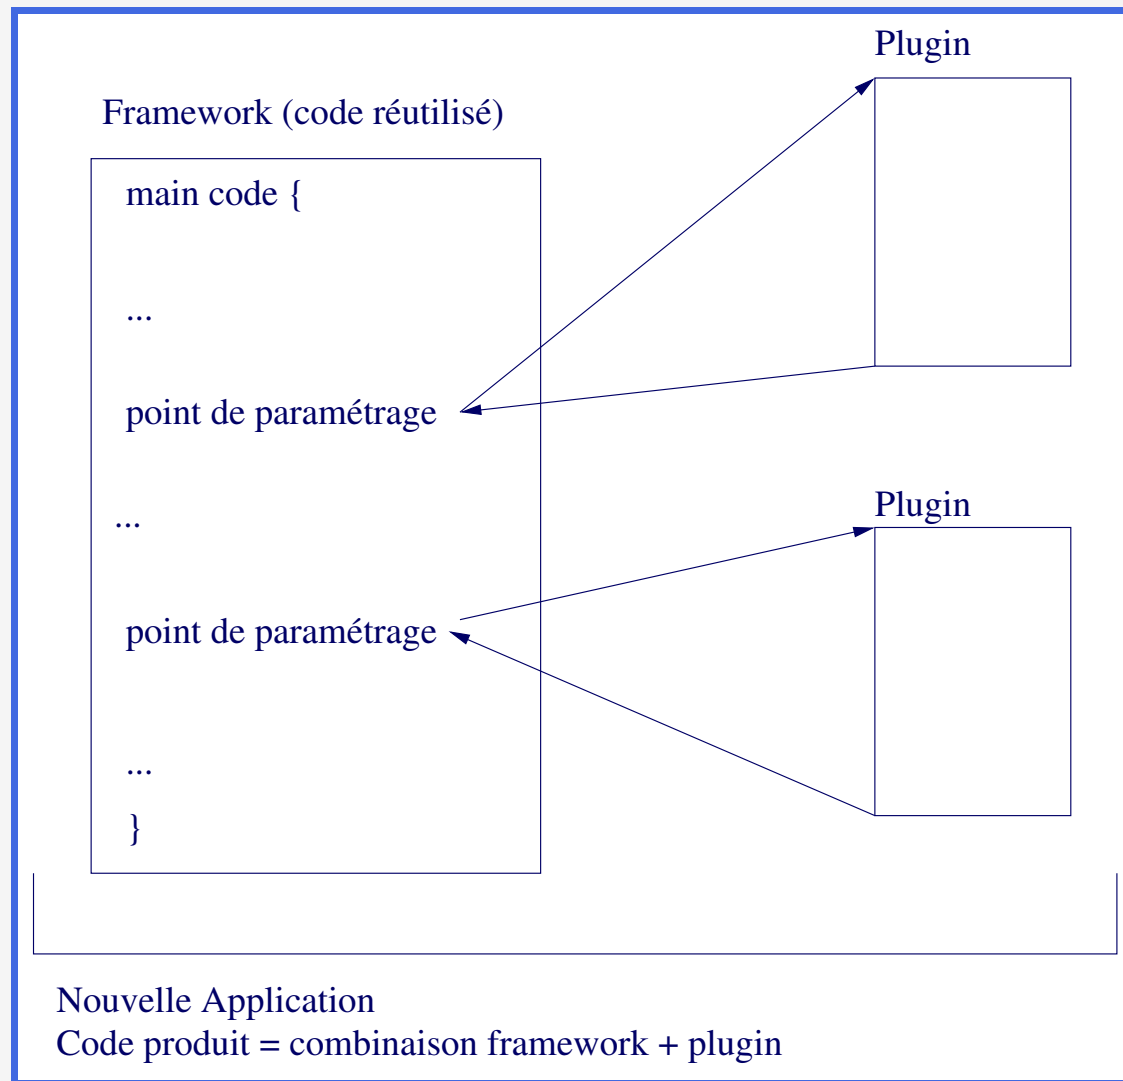 Plugin
Framework (code réutilisé)
main code {
...
point de paramétrage
...
Plugin
point de paramétrage
...
}
Nouvelle Application
Code produit = combinaison framework + plugin